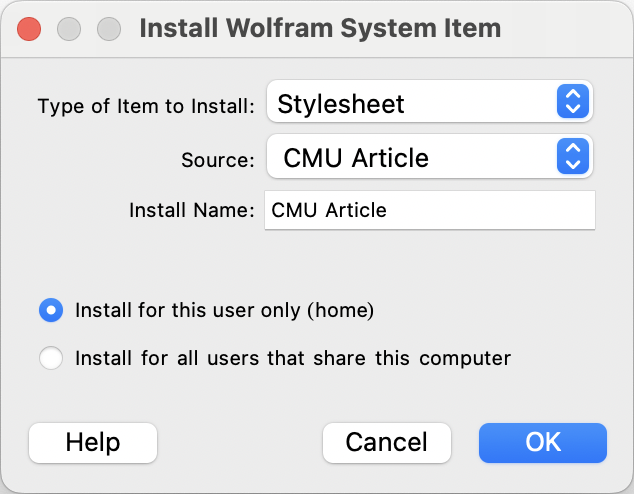 Install Wolfram System Item
Type of Item to Install: Stylesheet
Source: CMU Article
Install Name: CMU Article
Install for this user only (home)
Install for all users that share this computer
Help Cancel OK